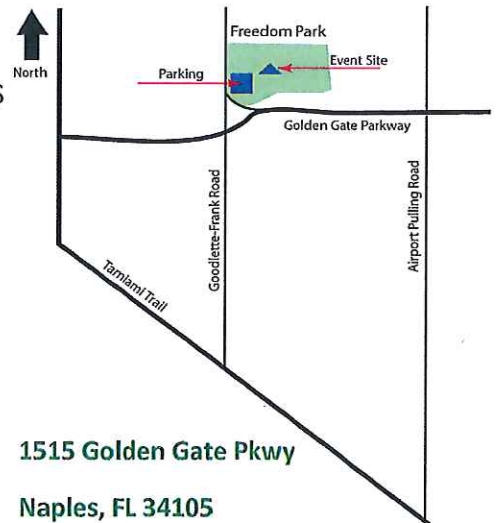 Freedom Park
North
Parking
Event Site
S
Golden Gate Parkway
Goodlette-Frank Road
Airport Pulling Road
Tamiami Trail
1515 Golden Gate Pkwy
Naples, FL 34105